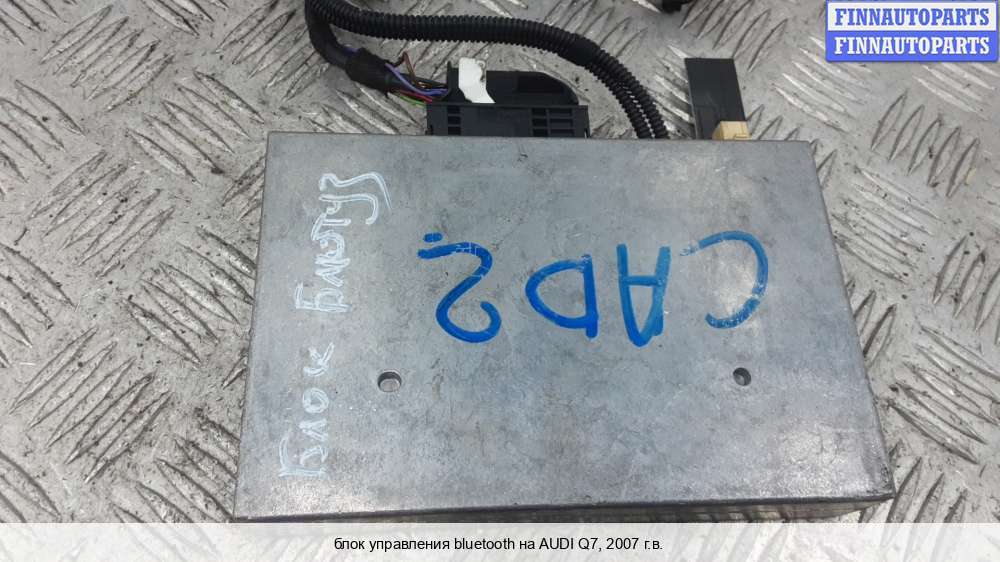 FINNAUTOPARTS
FINNAUTOPARTS
CAD2
Блок Блютуз
блок управления bluetooth на AUDI Q7, 2007 г.в.